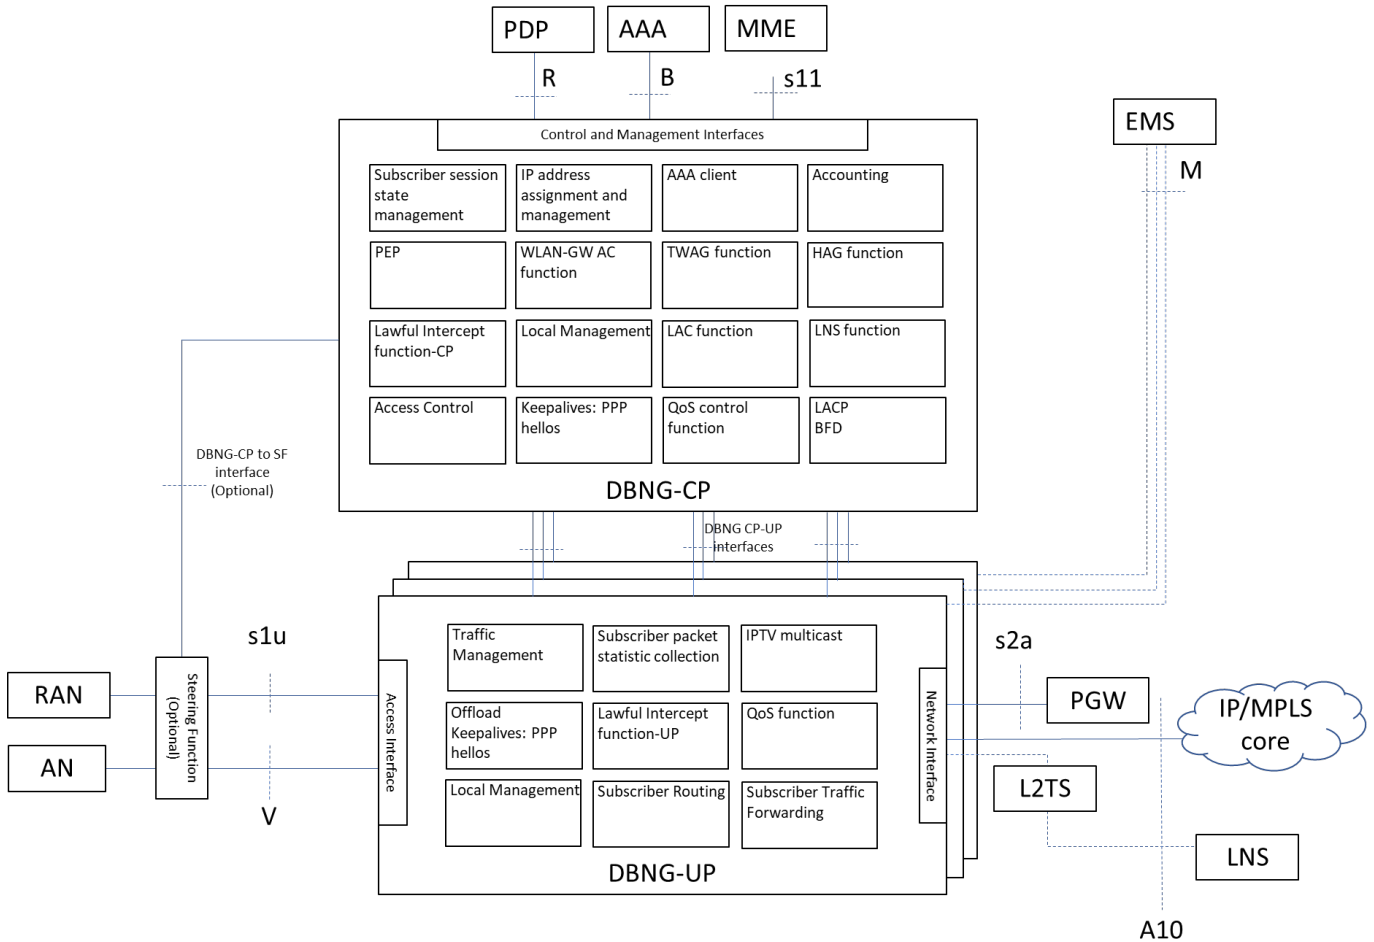 PDP
AAA
MME
R
B
s11
EMS
M
Control and Management Interfaces
Subscriber session
state
management
IP address
assignment and
management
AAA client
Accounting
PEP
WLAN-GW AC
function
TWAG function
HAG function
Lawful Intercept
function-CP
Local Management
LAC function
LNS function
Access Control
Keepalives: PPP
hellos
QoS control
function
LACP
BFD
DBNG-CP
DBNG-CP to SF
interface
(Optional)
DBNG CP-UP
interfaces
s1u
RAN
AN
V
Steering Function
(Optional)
Access Interface
Traffic
Management
Subscriber packet
statistic collection
IPTV multicast
Offload
Keepalives: PPP
hellos
Lawful Intercept
function-UP
QoS function
Local Management
Subscriber Routing
Subscriber Traffic
Forwarding
DBNG-UP
Network Interface
s2a
PGW
IP/MPLS
core
L2TS
LNS
A10